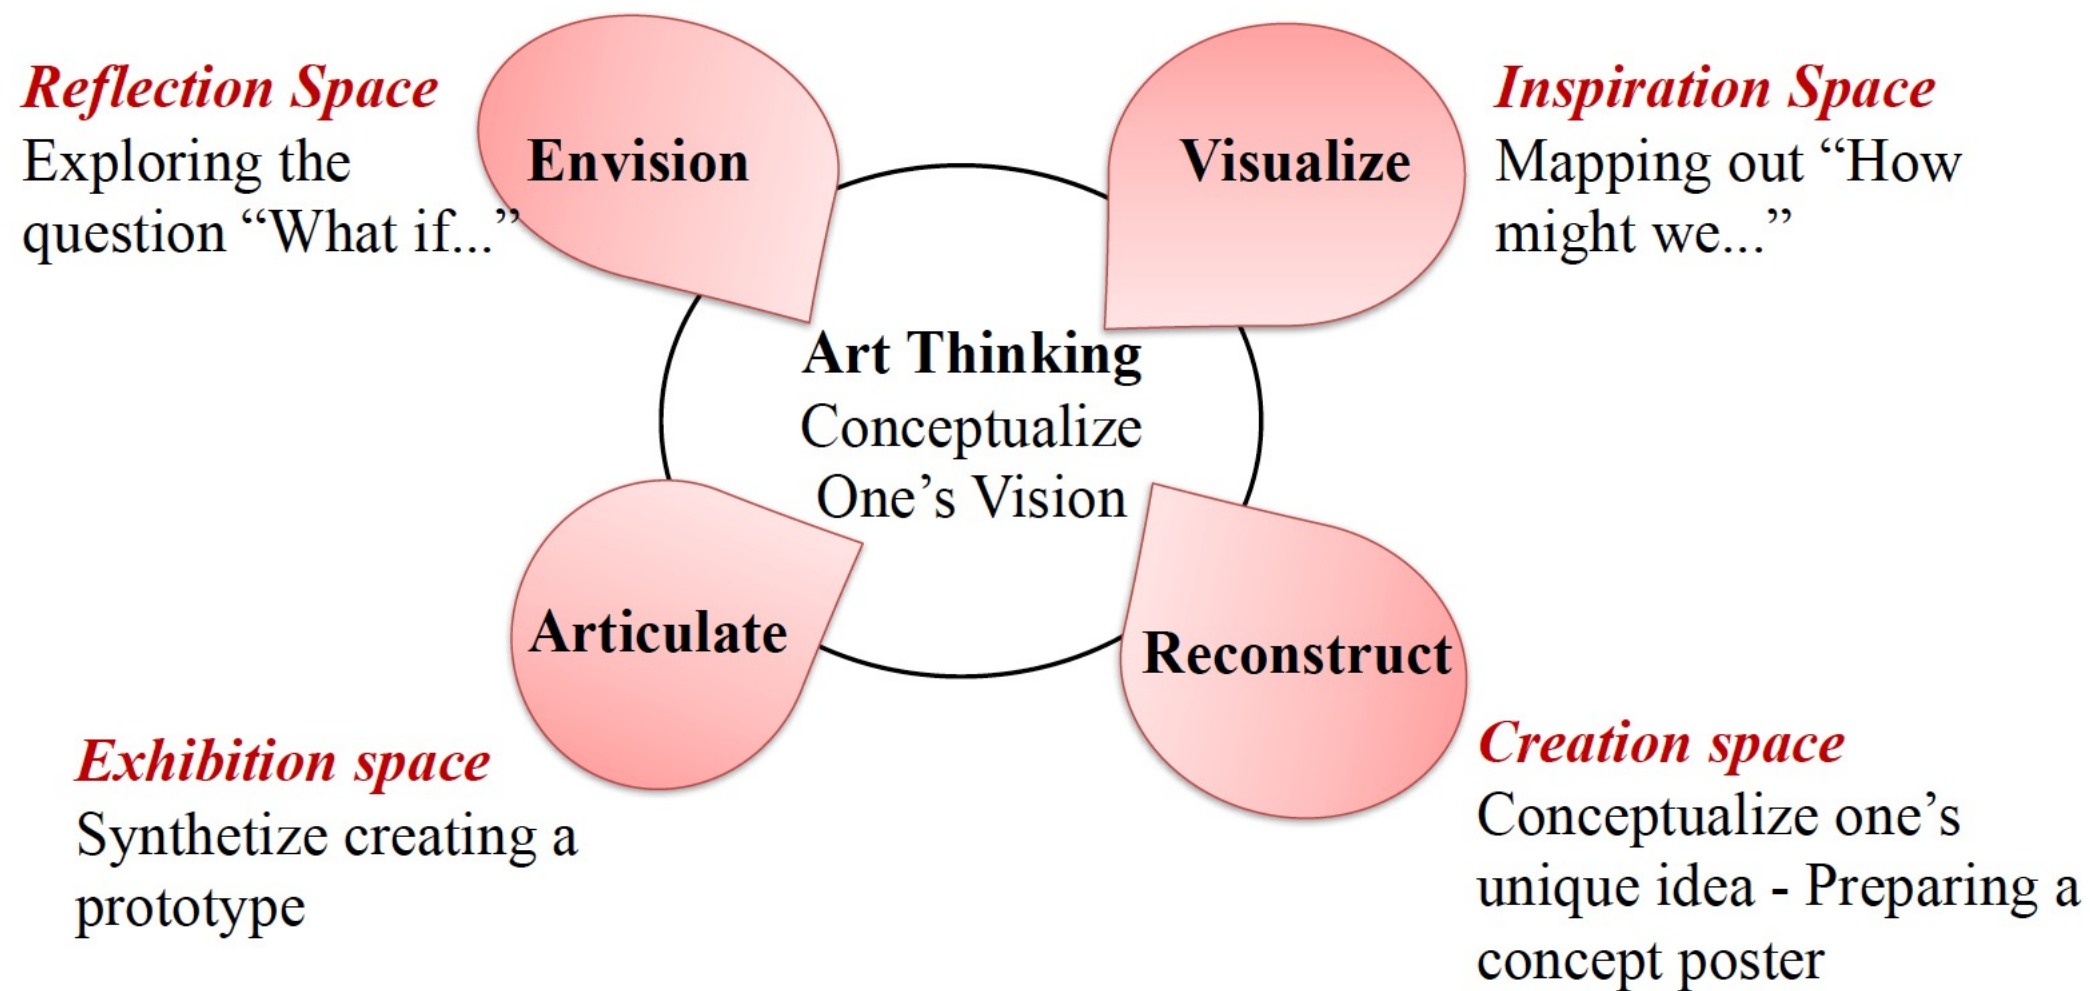 Reflection Space
Exploring the
question “What if...”
Envision
Visualize
Inspiration Space
Mapping out “How
might we...”
Art Thinking
Conceptualize
One’s Vision
Articulate
Reconstruct
Exhibition space
Synthetize creating a
prototype
Creation space
Conceptualize one’s
unique idea - Preparing a
concept poster